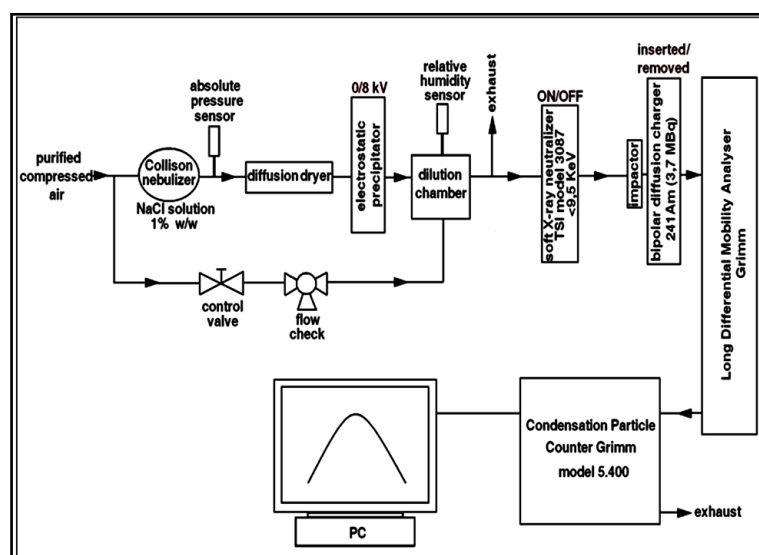 purified
compressed
air
Collison
nebulizer
NaCl solution
1% w/w
absolute
pressure
sensor
diffusion dryer
0/8 kV
electrostatic
precipitator
relative
humidity
sensor
dilution
chamber
exhaust
ON/OFF
soft X-ray neutralizer
TSI model 3087
<9,5 KeV
impactor
inserted/
removed
bipolar diffusion charger
241Am (3,7 MBq)
Long Differential Mobility Analyser
Grimm
control
valve
flow
check
Condensation Particle
Counter Grimm
model 5.400
exhaust
PC